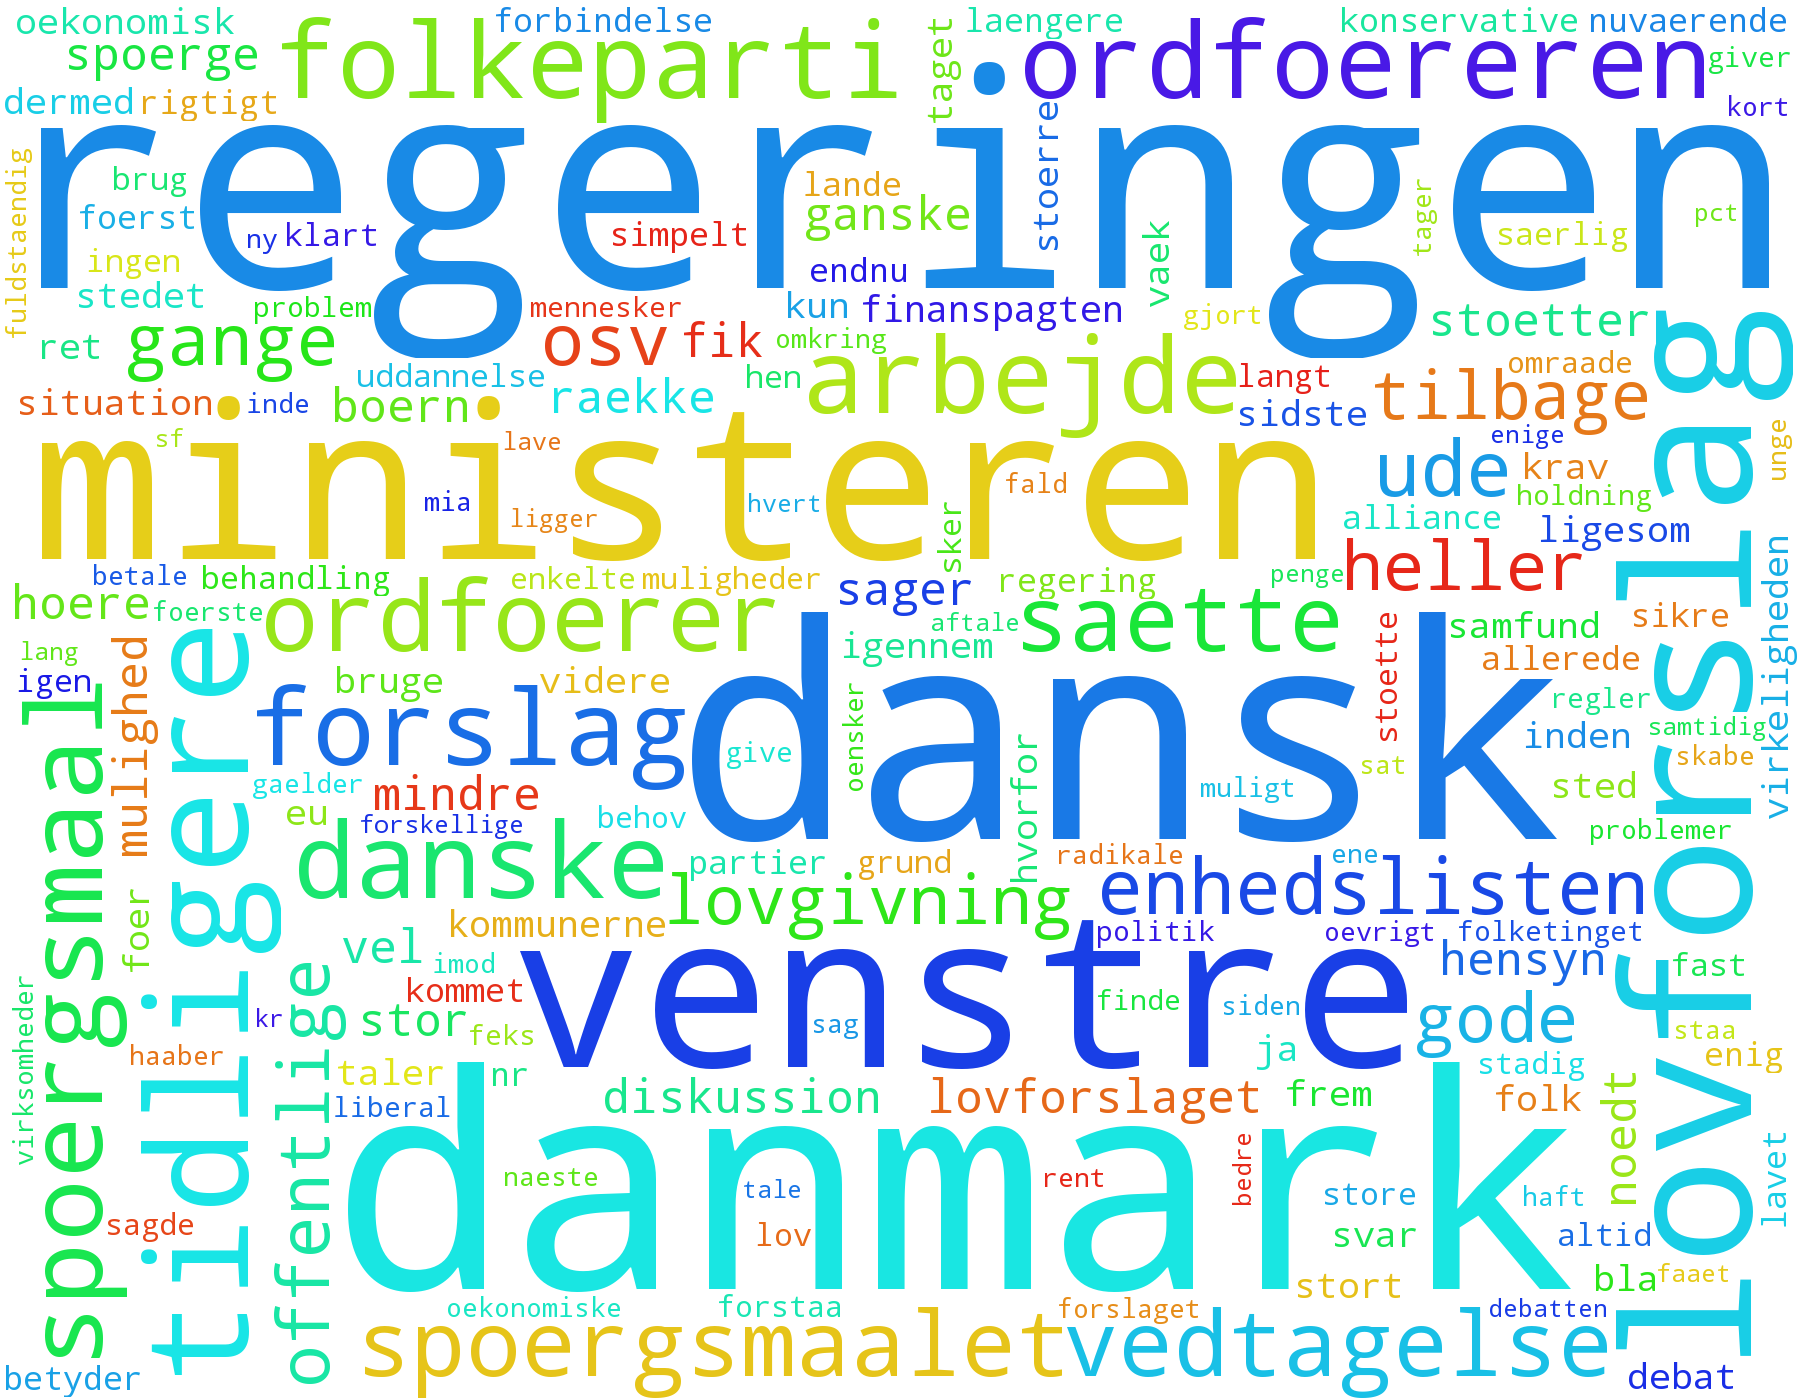 oekonomisk forbindelse laengere konservative nuvaerende
spoerge folkeparti taget ordfoereren giver
dermed rigtigt stoerre kort
regeringen
fuldstaendig brug lande
foerst ganske tager pct
ny klart simpelt vaek saerlig
ingen endnu
stedet problem mennesker kun finanspagten gjort stoetter
ret gange osv fik omkring arbejde lovforslag
uddannelse hen langt omraade
situation inde boern raekke sidste tilbage
ministeren
sf lave enige unge
ude krav
mia fald holdning
ligger hvert sker alliance ligesom
betale behandling enkelte muligheder sager regering penge heller virkeligheden
hoere foerste ordfoerer aftale saette stoette sikre
lang tidligere igennem samfund
igen mulighed bruge videre allerede
spoergsmaal forslag dansk regler
oensker give hvorfor inden samtidig
gaelder mindre sat skabe
eu behov muligt sted
forskellige problemer
danske partier grund radikale ene
foer lovgivning enhedslisten
kommunerne politik oevrigt folketinget
vel imod venstre hensyn fast
offentlige kommet finde siden
virksomheder kr stor feks sag gode staa
haaber ja enig
taler nr stadig
liberal diskussion lovforslaget frem folk noedt
danmark
naeste tale rent bedre store haft lavet
sagde lov svar altid
stort bla faaet
oekonomiske forstaa forslaget debatten
spoergsmaalet vedtagelse
betyder debat